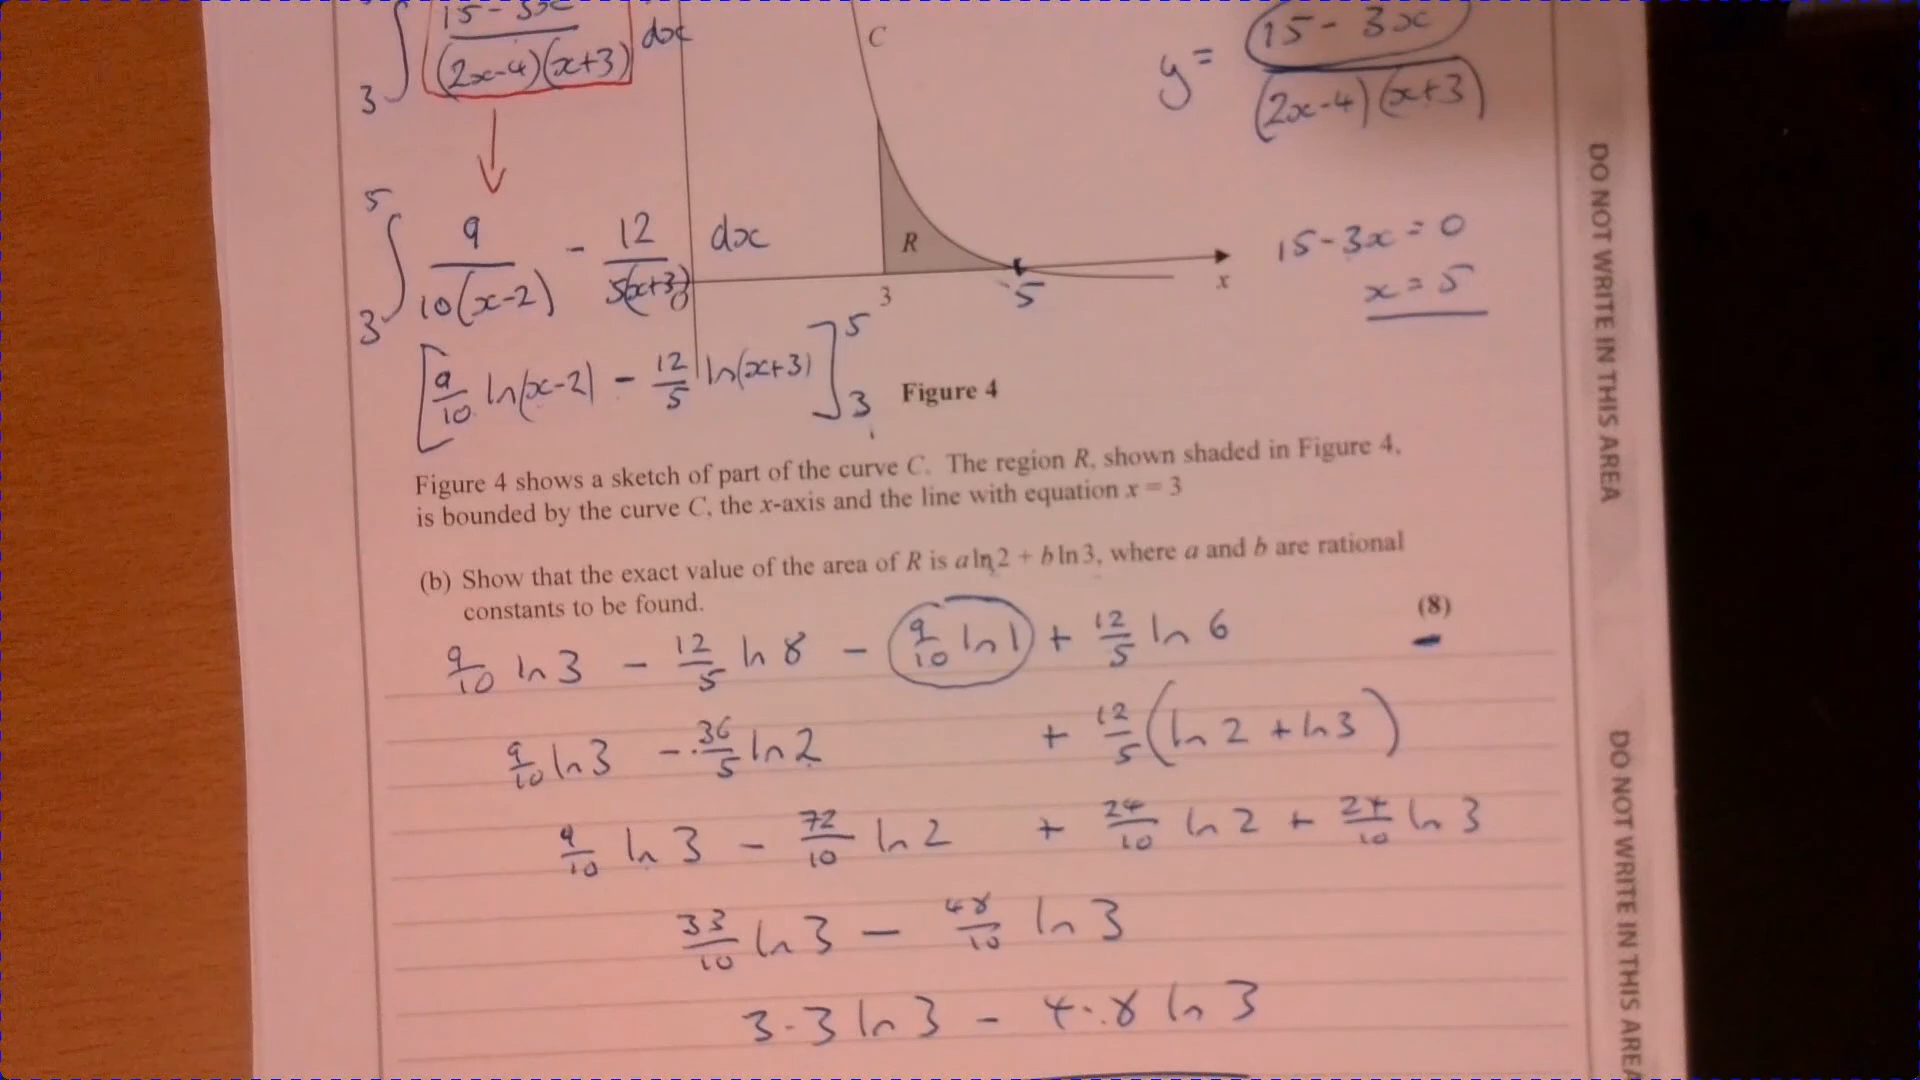 ∫ 15 - 3x / (2x-4)(x+3) dx
3
C
y = 15 - 3x / (2x-4)(x+3)
5
∫ 9 / 10(x-2) - 12 / 5(x+3) dx
3
R
3
5
x
15-3x = 0
x = 5
[9/10 ln(x-2) - 12/5 ln(x+3)] 5 3
Figure 4
Figure 4 shows a sketch of part of the curve C. The region R, shown shaded in Figure 4,
is bounded by the curve C, the x-axis and the line with equation x = 3
(b) Show that the exact value of the area of R is a ln 2 + b ln 3, where a and b are rational
constants to be found.
(8)
9/10 ln 3 - 12/5 ln 8 - 9/10 ln 1 + 12/5 ln 6
9/10 ln 3 - 36/5 ln 2 + 12/5 (ln 2 + ln 3)
9/10 ln 3 - 72/10 ln 2 + 24/10 ln 2 + 24/10 ln 3
33/10 ln 3 - 48/10 ln 3
3.3 ln 3 - 4.8 ln 3
DO NOT WRITE IN THIS AREA
DO NOT WRITE IN THIS AREA